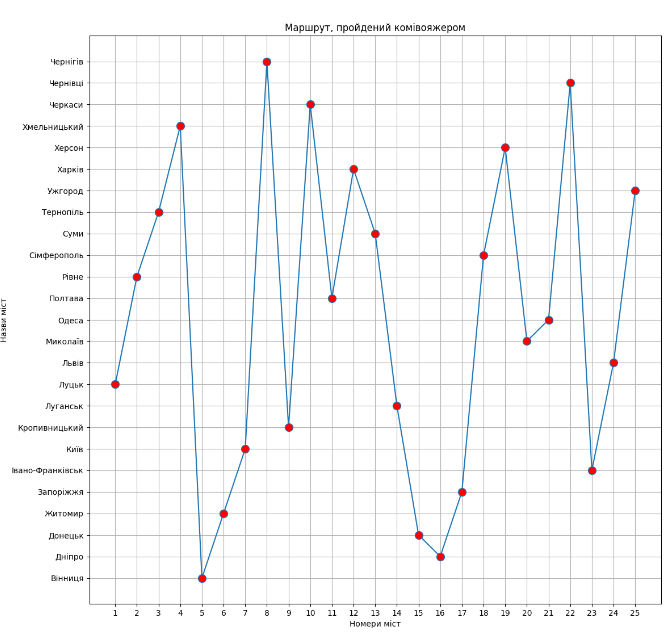 Маршрут, пройдений комівояжером
Чернігів
Чернівці
Черкаси
Хмельницький
Херсон
Харків
Ужгород
Тернопіль
Суми
Сімферополь
Рівне
Полтава
Одеса
Миколаїв
Львів
Луцьк
Луганськ
Кропивницький
Київ
Івано-Франківськ
Запоріжжя
Житомир
Донецьк
Дніпро
Вінниця
Назви міст
1 2 3 4 5 6 7 8 9 10 11 12 13 14 15 16 17 18 19 20 21 22 23 24 25
Номери міст